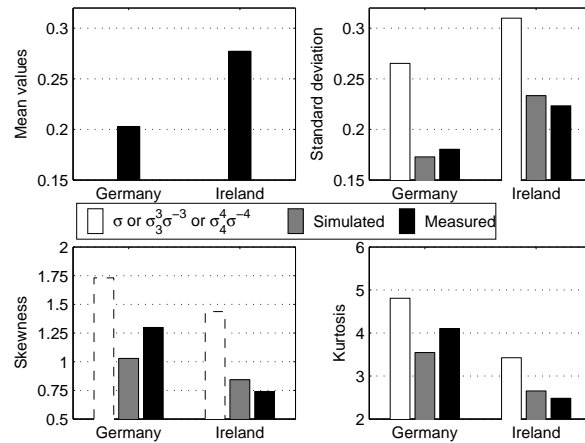 Mean values
0.3
0.25
0.2
0.15
Germany Ireland
Standard deviation
0.3
0.25
0.2
0.15
Germany Ireland
σ or σ₃³σ⁻³ or σ₄⁴σ⁻⁴ Simulated Measured
Skewness
2
1.75
1.5
1.25
1
0.75
0.5
Germany Ireland
Kurtosis
6
5
4
3
2
Germany Ireland